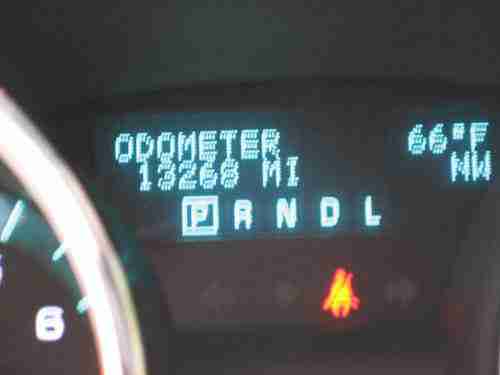 ODOMETER 66°F
13268 MI NW
P R N D L
6